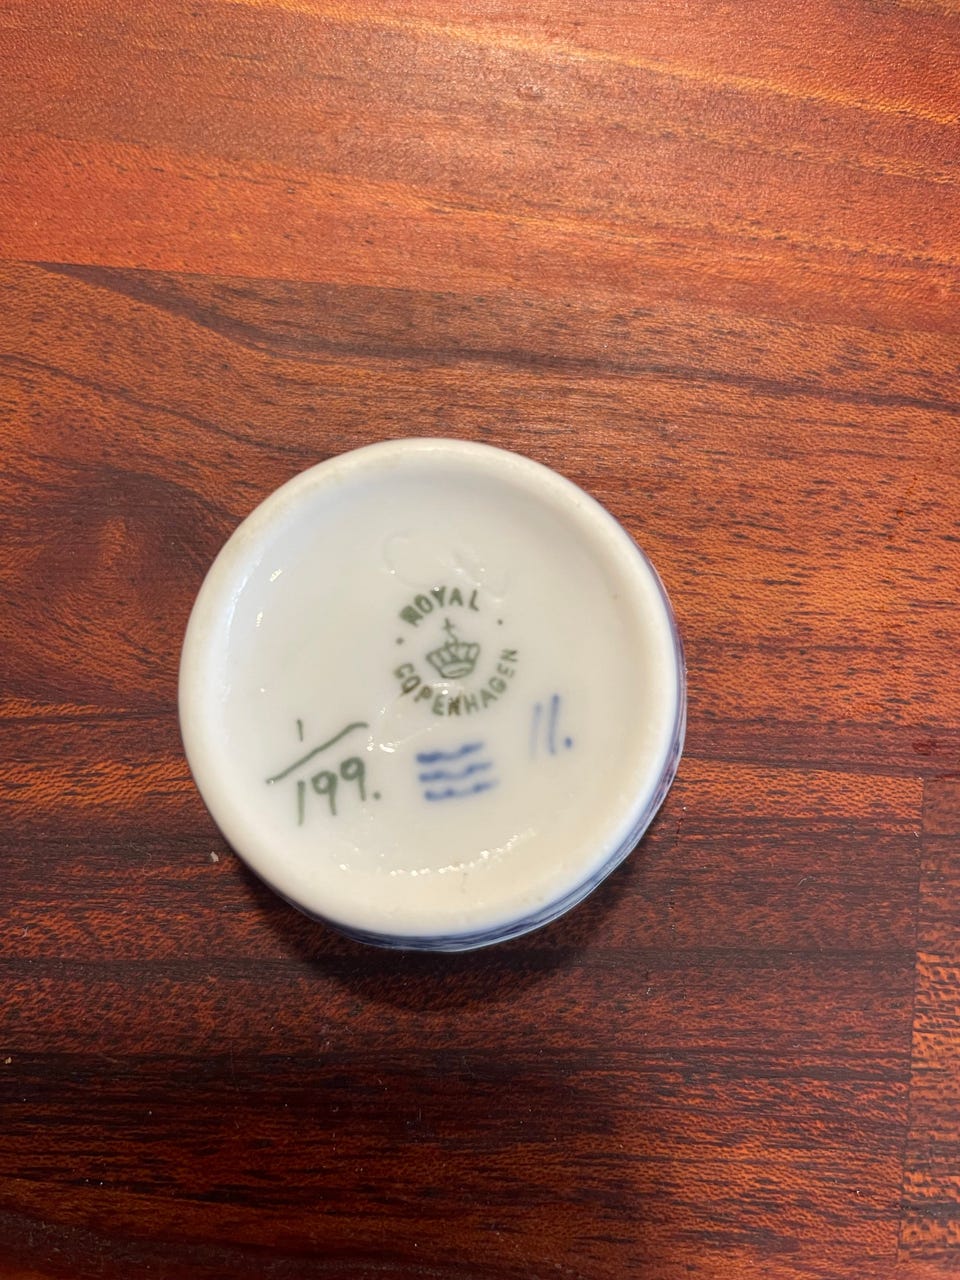 ROYAL
COPENHAGEN
1
199.
11.